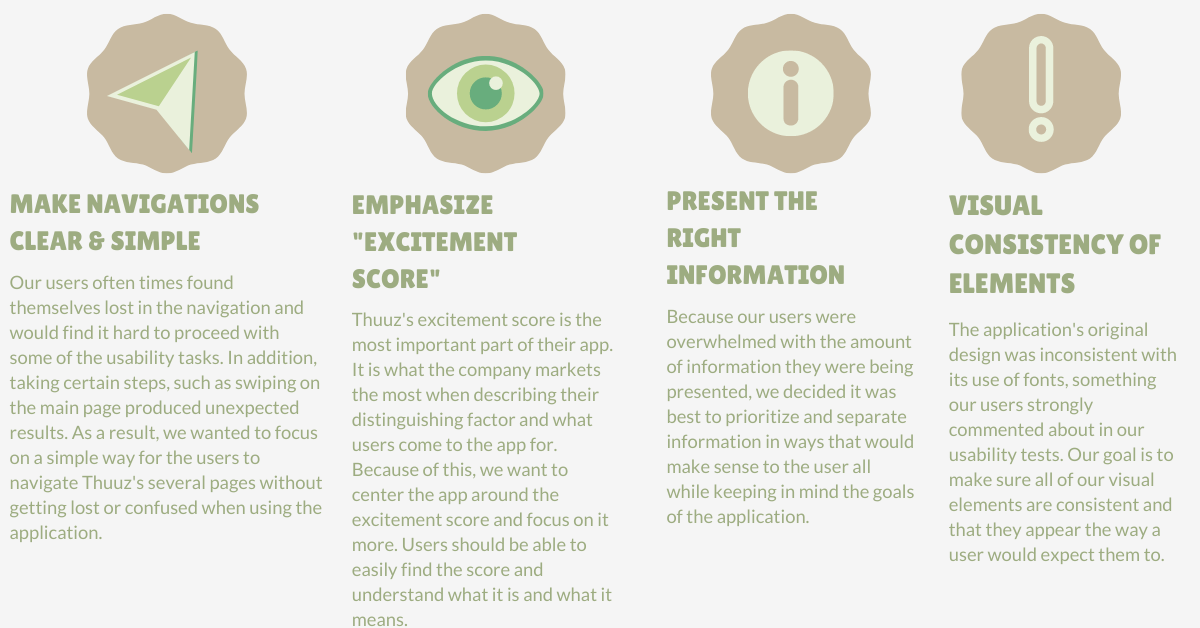 MAKE NAVIGATIONS
CLEAR & SIMPLE
Our users often times found
themselves lost in the navigation and
would find it hard to proceed with
some of the usability tasks. In addition,
taking certain steps, such as swiping on
the main page produced unexpected
results. As a result, we wanted to focus
on a simple way for the users to
navigate Thuuz's several pages without
getting lost or confused when using the
application.
EMPHASIZE
"EXCITEMENT
SCORE"
Thuuz's excitement score is the
most important part of their app.
It is what the company markets
the most when describing their
distinguishing factor and what
users come to the app for.
Because of this, we want to
center the app around the
excitement score and focus on it
more. Users should be able to
easily find the score and
understand what it is and what it
means.
PRESENT THE
RIGHT
INFORMATION
Because our users were
overwhelmed with the amount
of information they were being
presented, we decided it was
best to prioritize and separate
information in ways that would
make sense to the user all
while keeping in mind the goals
of the application.
VISUAL
CONSISTENCY OF
ELEMENTS
The application's original
design was inconsistent with
its use of fonts, something
our users strongly
commented about in our
usability tests. Our goal is to
make sure all of our visual
elements are consistent and
that they appear the way a
user would expect them to.